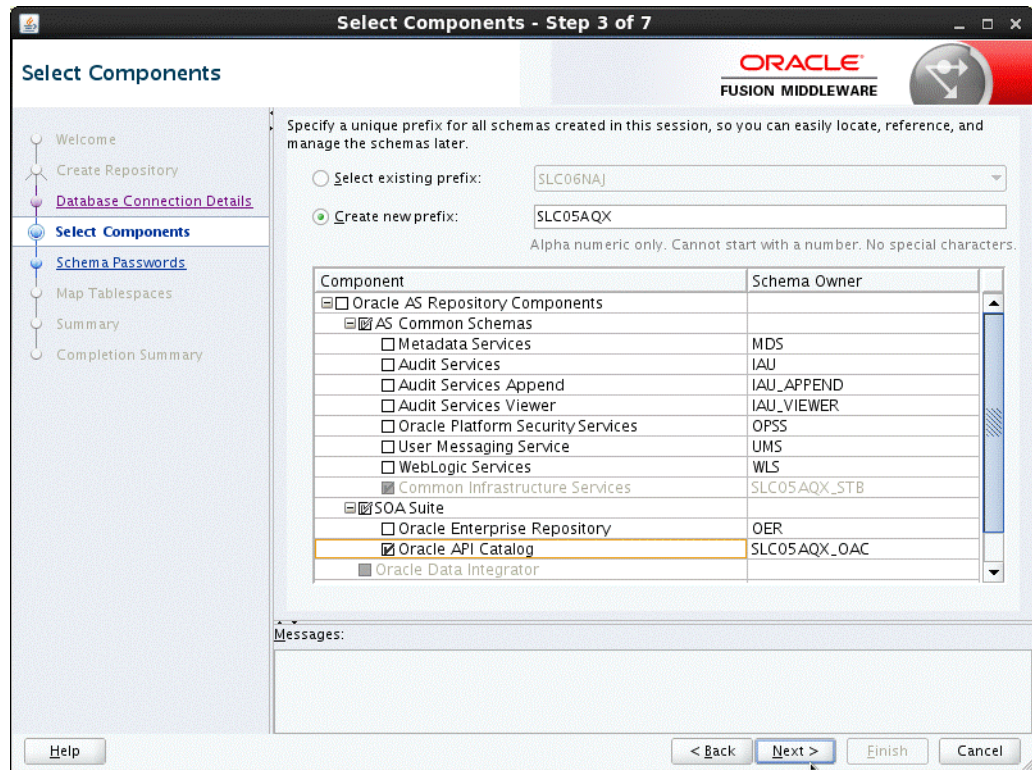 Select Components - Step 3 of 7
Select Components
ORACLE
FUSION MIDDLEWARE
Welcome
Create Repository
Database Connection Details
Select Components
Schema Passwords
Map Tablespaces
Summary
Completion Summary
Specify a unique prefix for all schemas created in this session, so you can easily locate, reference, and
manage the schemas later.
Select existing prefix: SLC06NAJ
Create new prefix: SLC05AQX
Alpha numeric only. Cannot start with a number. No special characters.
Component Schema Owner
Oracle AS Repository Components
AS Common Schemas
Metadata Services MDS
Audit Services IAU
Audit Services Append IAU_APPEND
Audit Services Viewer IAU_VIEWER
Oracle Platform Security Services OPSS
User Messaging Service UMS
WebLogic Services WLS
Common Infrastructure Services SLC05AQX_STB
SOA Suite
Oracle Enterprise Repository OER
Oracle API Catalog SLC05AQX_OAC
Oracle Data Integrator
Messages:
Help < Back Next > Finish Cancel